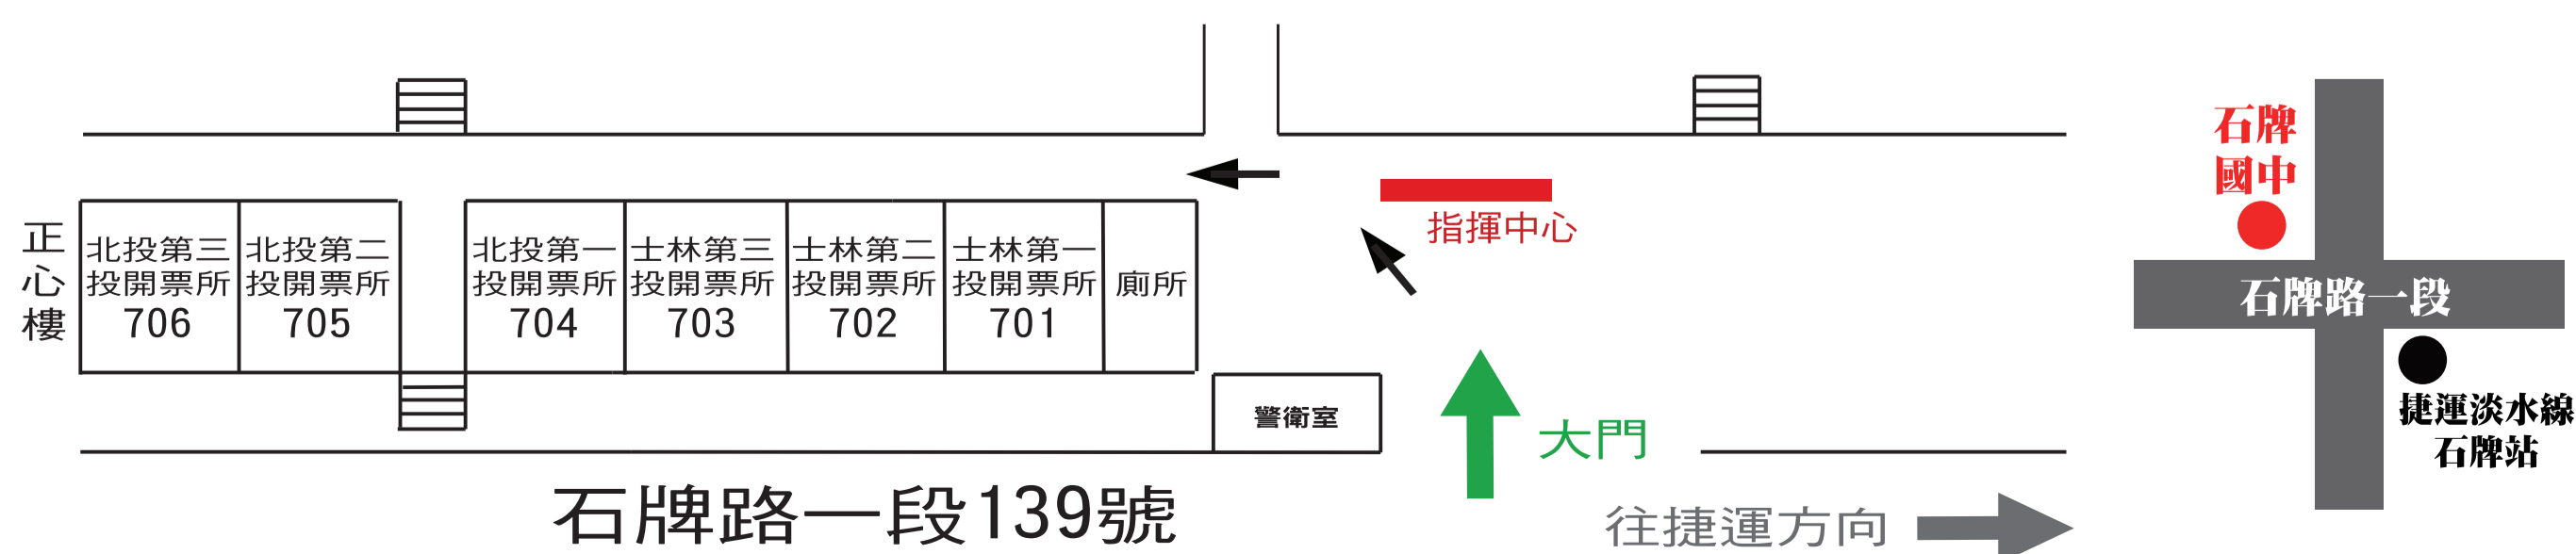 正心樓
北投第三
投開票所
706
北投第二
投開票所
705
北投第一
投開票所
704
士林第三
投開票所
703
士林第二
投開票所
702
士林第一
投開票所
701
廁所
指揮中心
警衛室
大門
石牌路一段139號
往捷運方向
石牌
國中
石牌路一段
捷運淡水線
石牌站